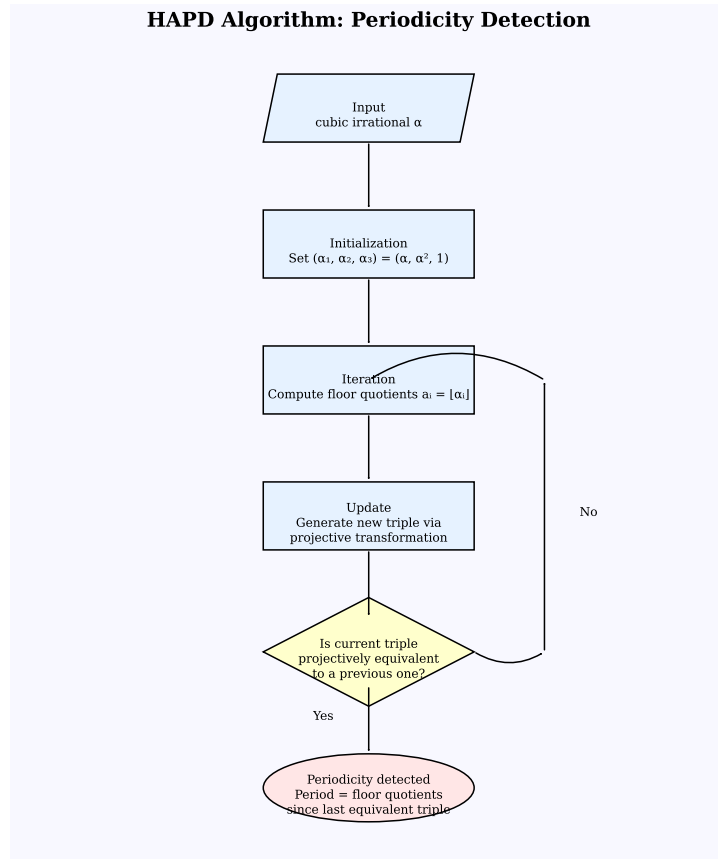 HAPD Algorithm: Periodicity Detection
Input
cubic irrational α
Initialization
Set (α₁, α₂, α₃) = (α, α², 1)
Iteration
Compute floor quotients aᵢ = ⌊αᵢ⌋
Update
Generate new triple via
projective transformation
No
Is current triple
projectively equivalent
to a previous one?
Yes
Periodicity detected
Period = floor quotients
since last equivalent triple